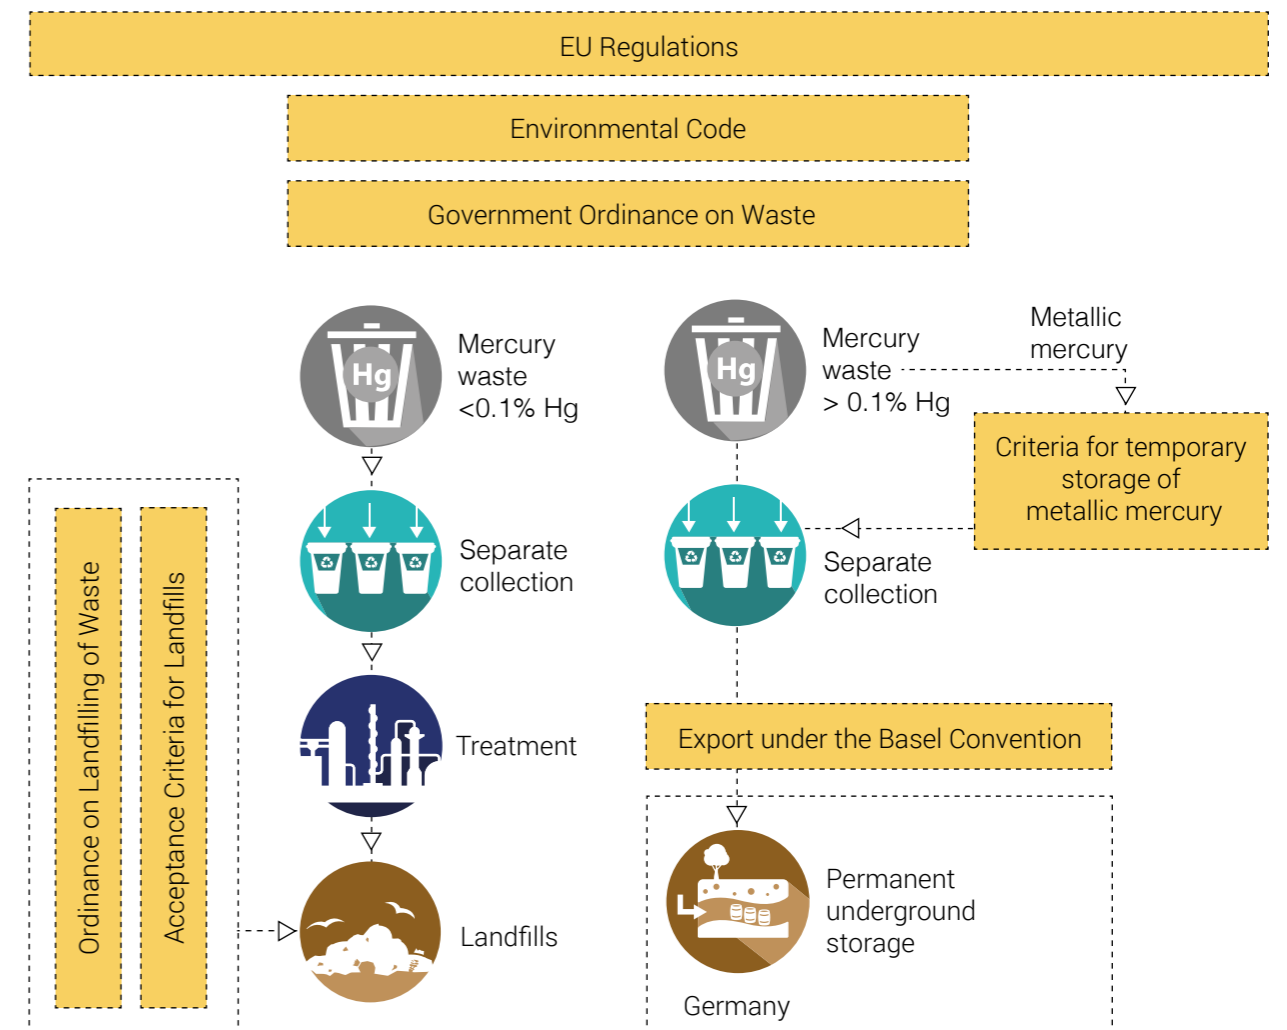 EU Regulations
Environmental Code
Government Ordinance on Waste
Hg
Mercury
waste
<0.1% Hg
Hg
Mercury
waste
> 0.1% Hg
Metallic
mercury
Criteria for temporary
storage of
metallic mercury
Separate
collection
Separate
collection
Ordinance on Landfilling of Waste
Acceptance Criteria for Landfills
Treatment
Export under the Basel Convention
Landfills
Permanent
underground
storage
Germany